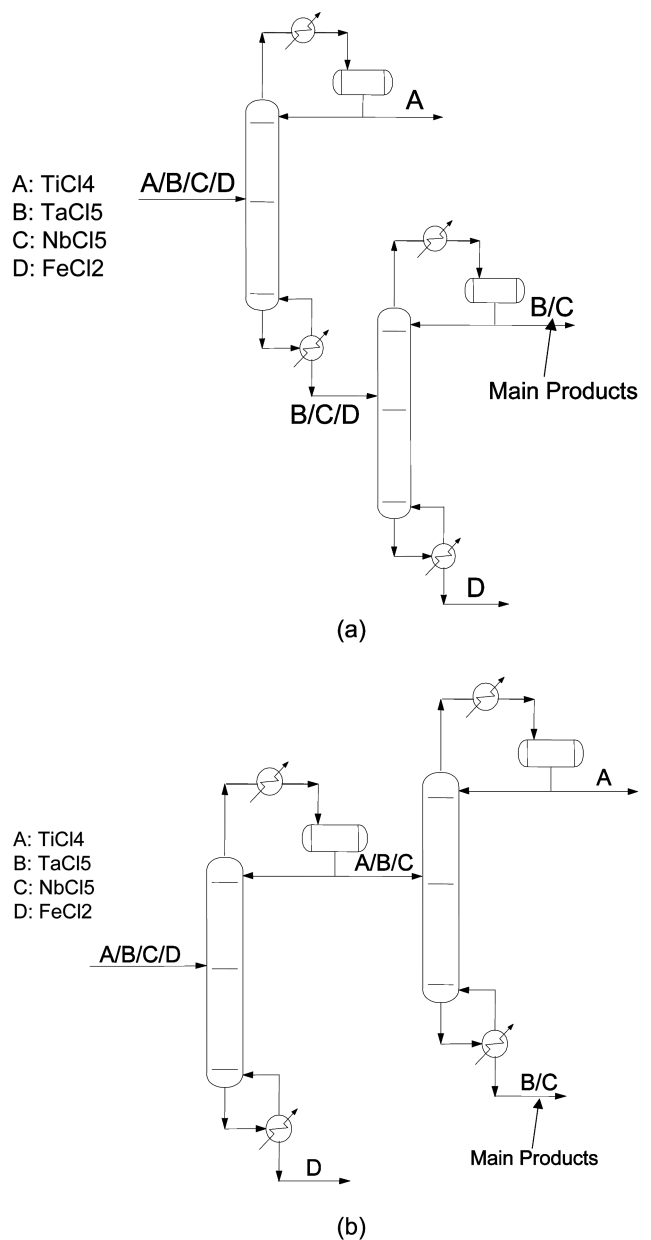 A
A: TiCl4
B: TaCl5
C: NbCl5
D: FeCl2
A/B/C/D
B/C
Main Products
B/C/D
D
(a)
A
A: TiCl4
B: TaCl5
C: NbCl5
D: FeCl2
A/B/C
A/B/C/D
B/C
Main Products
D
(b)